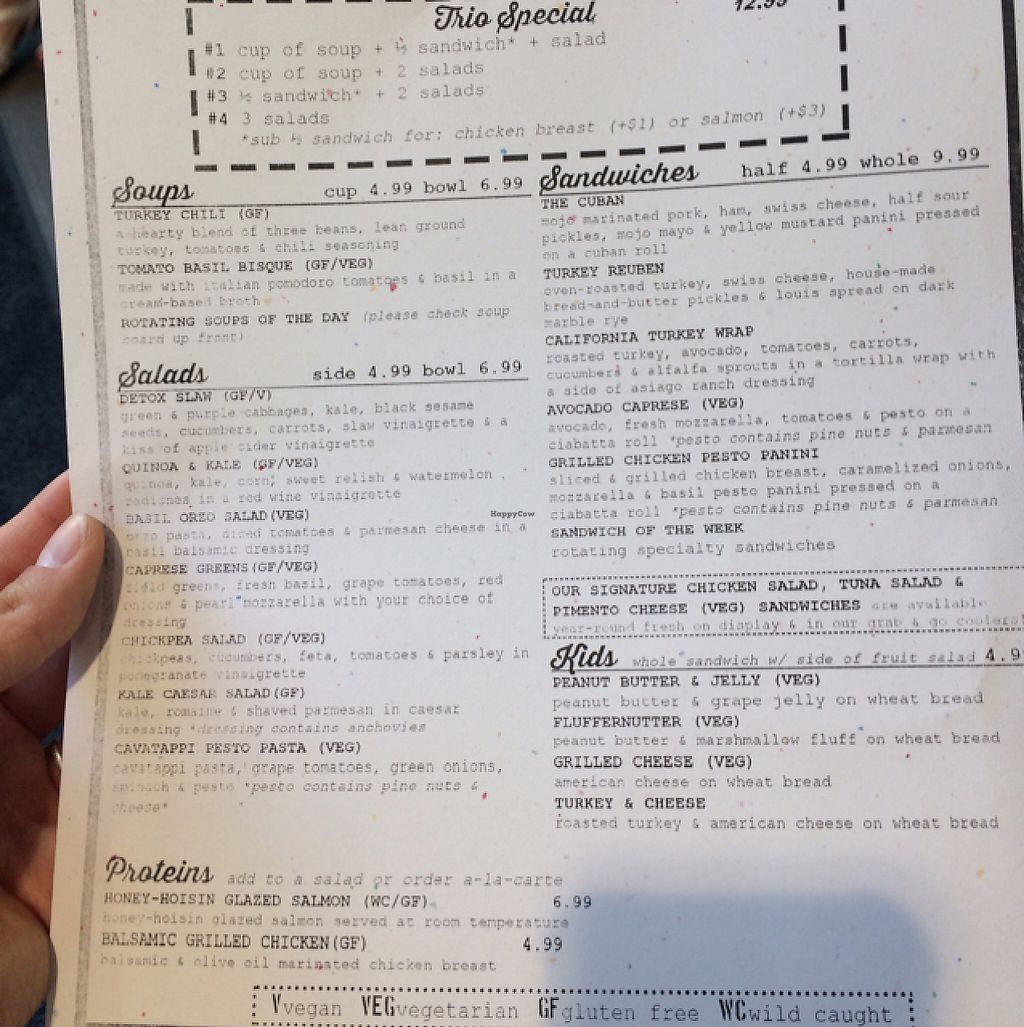 Trio Special 12.99
#1 cup of soup + ½ sandwich* + salad
#2 cup of soup + 2 salads
#3 ½ sandwich* + 2 salads
#4 3 salads
*sub ½ sandwich for: chicken breast (+$1) or salmon (+$3)
Soups cup 4.99 bowl 6.99
TURKEY CHILI (GF)
a hearty blend of three beans, lean ground
turkey, tomatoes & chili seasoning
TOMATO BASIL BISQUE (GF/VEG)
made with italian pomodoro tomatoes & basil in a
cream-based broth
ROTATING SOUPS OF THE DAY (please check soup
board up front)
Salads side 4.99 bowl 6.99
DETOX SLAW (GF/V)
green & purple cabbages, kale, black sesame
seeds, cucumbers, carrots, slaw vinaigrette & a
kiss of apple cider vinaigrette
QUINOA & KALE (GF/VEG)
quinoa, kale, corn, sweet relish & watermelon
radishes in a red wine vinaigrette
BASIL ORZO SALAD(VEG)
orzo pasta, diced tomatoes & parmesan cheese in a
basil balsamic dressing
CAPRESE GREENS(GF/VEG)
field greens, fresh basil, grape tomatoes, red
onions & pearl mozzarella with your choice of
dressing
CHICKPEA SALAD (GF/VEG)
chickpeas, cucumbers, feta, tomatoes & parsley in
pomegranate vinaigrette
KALE CAESAR SALAD(GF)
kale, romaine & shaved parmesan in caesar
dressing *dressing contains anchovies
CAVATAPPI PESTO PASTA (VEG)
cavatappi pasta, grape tomatoes, green onions,
spinach & pesto *pesto contains pine nuts &
cheese*
Proteins add to a salad or order a-la-carte
HONEY-HOISIN GLAZED SALMON (WC/GF) 6.99
honey-hoisin glazed salmon served at room temperature
BALSAMIC GRILLED CHICKEN(GF) 4.99
balsamic & olive oil marinated chicken breast
Sandwiches half 4.99 whole 9.99
THE CUBAN
mojo marinated pork, ham, swiss cheese, half sour
pickles, mojo mayo & yellow mustard panini pressed
on a cuban roll
TURKEY REUBEN
oven-roasted turkey, swiss cheese, house-made
bread-and-butter pickles & louis spread on dark
marble rye
CALIFORNIA TURKEY WRAP
roasted turkey, avocado, tomatoes, carrots,
cucumbers & alfalfa sprouts in a tortilla wrap with
a side of asiago ranch dressing
AVOCADO CAPRESE (VEG)
avocado, fresh mozzarella, tomatoes & pesto on a
ciabatta roll *pesto contains pine nuts & parmesan
GRILLED CHICKEN PESTO PANINI
sliced & grilled chicken breast, caramelized onions,
mozzarella & basil pesto panini pressed on a
ciabatta roll *pesto contains pine nuts & parmesan
SANDWICH OF THE WEEK
rotating specialty sandwiches
OUR SIGNATURE CHICKEN SALAD, TUNA SALAD &
PIMENTO CHEESE (VEG) SANDWICHES are available
year-round fresh on display & in our grab & go coolers!
Kids whole sandwich w/ side of fruit salad 4.9
PEANUT BUTTER & JELLY (VEG)
peanut butter & grape jelly on wheat bread
FLUFFERNUTTER (VEG)
peanut butter & marshmallow fluff on wheat bread
GRILLED CHEESE (VEG)
american cheese on wheat bread
TURKEY & CHEESE
roasted turkey & american cheese on wheat bread
Vvegan VEGvegetarian GFgluten free WCwild caught
HappyCow